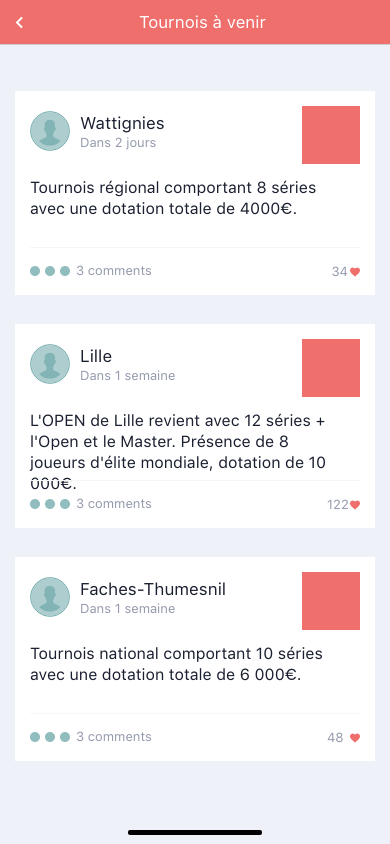 Tournois à venir
Wattignies
Dans 2 jours
Tournois régional comportant 8 séries
avec une dotation totale de 4000€.
3 comments
34
Lille
Dans 1 semaine
L'OPEN de Lille revient avec 12 séries +
l'Open et le Master. Présence de 8
joueurs d'élite mondiale, dotation de 10
000€.
3 comments
122
Faches-Thumesnil
Dans 1 semaine
Tournois national comportant 10 séries
avec une dotation totale de 6 000€.
3 comments
48